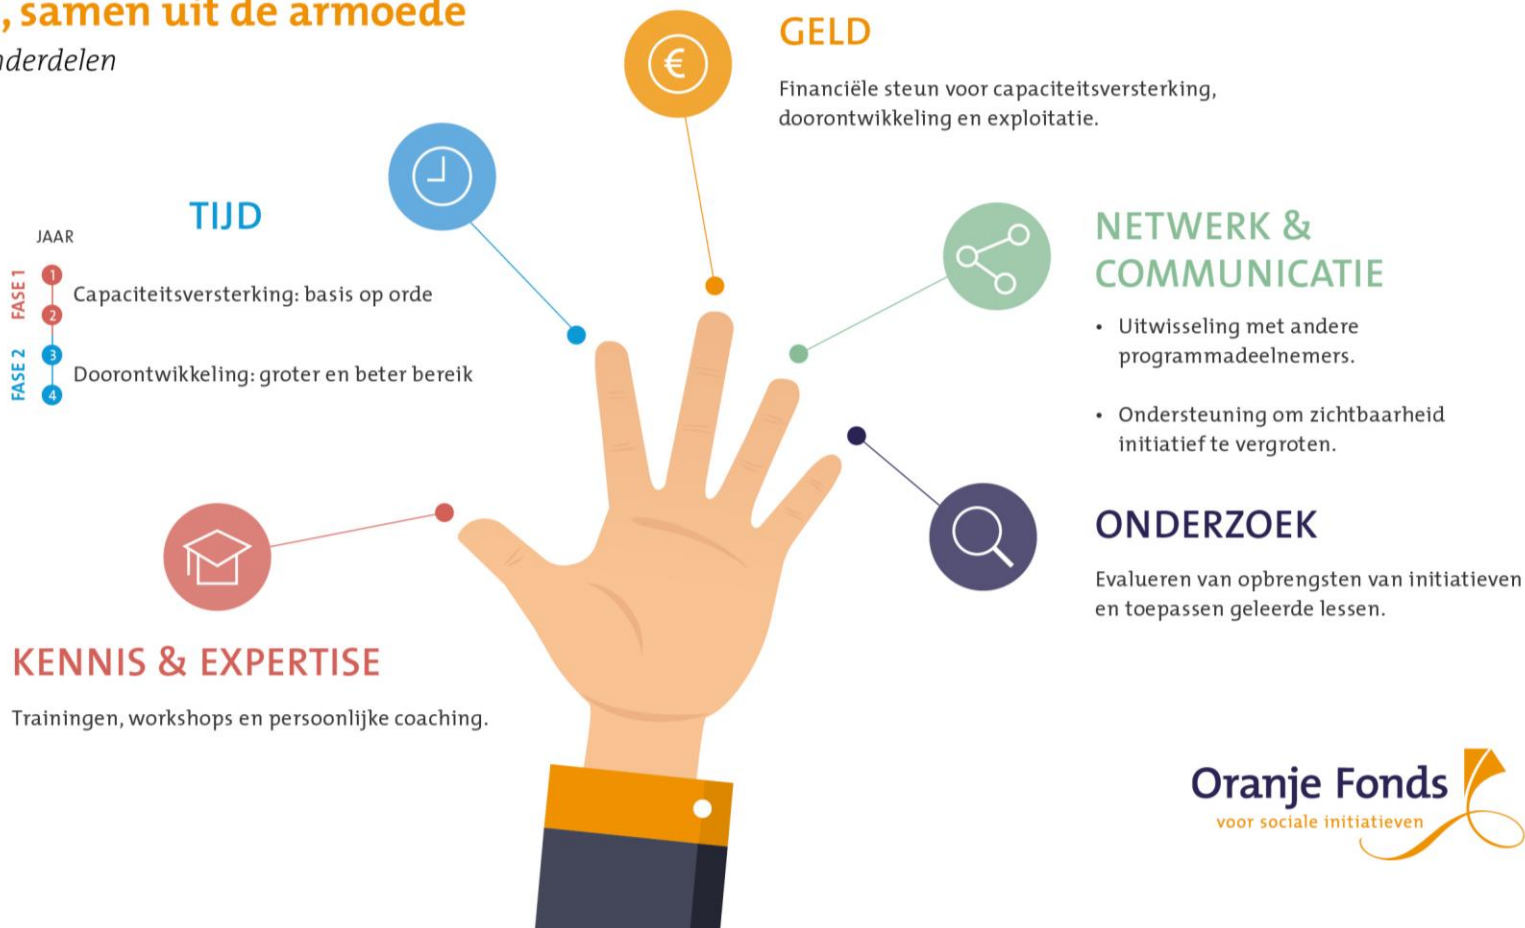 , samen uit de armoede
nderdelen
GELD
Financiële steun voor capaciteitsversterking,
doorontwikkeling en exploitatie.
€
TIJD
JAAR
FASE 1
1
2
Capaciteitsversterking: basis op orde
FASE 2
3
4
Doorontwikkeling: groter en beter bereik
NETWERK &
COMMUNICATIE
• Uitwisseling met andere
programmadeelnemers.
• Ondersteuning om zichtbaarheid
initiatief te vergroten.
ONDERZOEK
Evalueren van opbrengsten van initiatieven
en toepassen geleerde lessen.
KENNIS & EXPERTISE
Trainingen, workshops en persoonlijke coaching.
Oranje Fonds
voor sociale initiatieven